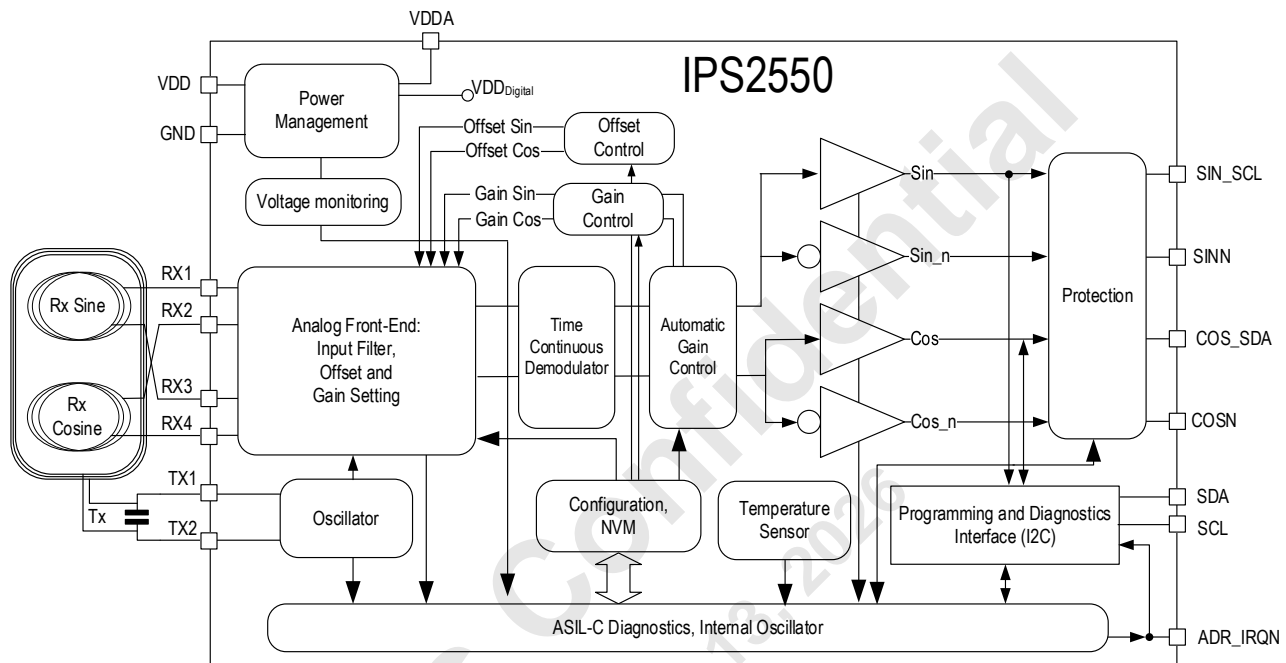 VDDA
IPS2550
VDD
GND
Power
Management
VDDDigital
Offset Sin
Offset Cos
Offset
Control
Voltage monitoring
Gain Sin
Gain Cos
Gain
Control
Sin
SIN_SCL
Sin_n
SINN
Rx Sine
RX1
RX2
Analog Front-End:
Input Filter,
Offset and
Gain Setting
Time
Continuous
Demodulator
Automatic
Gain
Control
Protection
Cos
COS_SDA
Rx
Cosine
RX3
RX4
Cos_n
COSN
TX1
Tx
TX2
Oscillator
Configuration,
NVM
Temperature
Sensor
Programming and Diagnostics
Interface (I2C)
SDA
SCL
ASIL-C Diagnostics, Internal Oscillator
ADR_IRQN
Confidential
13, 2026